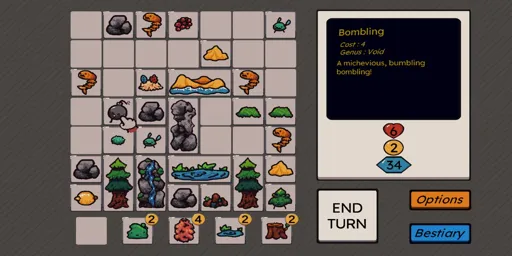 Bombling
Cost : 4
Genus : Void
A michevious, bumbling
bombling!
6
2
34
END
TURN
Options
Bestiary
2
4
2
2